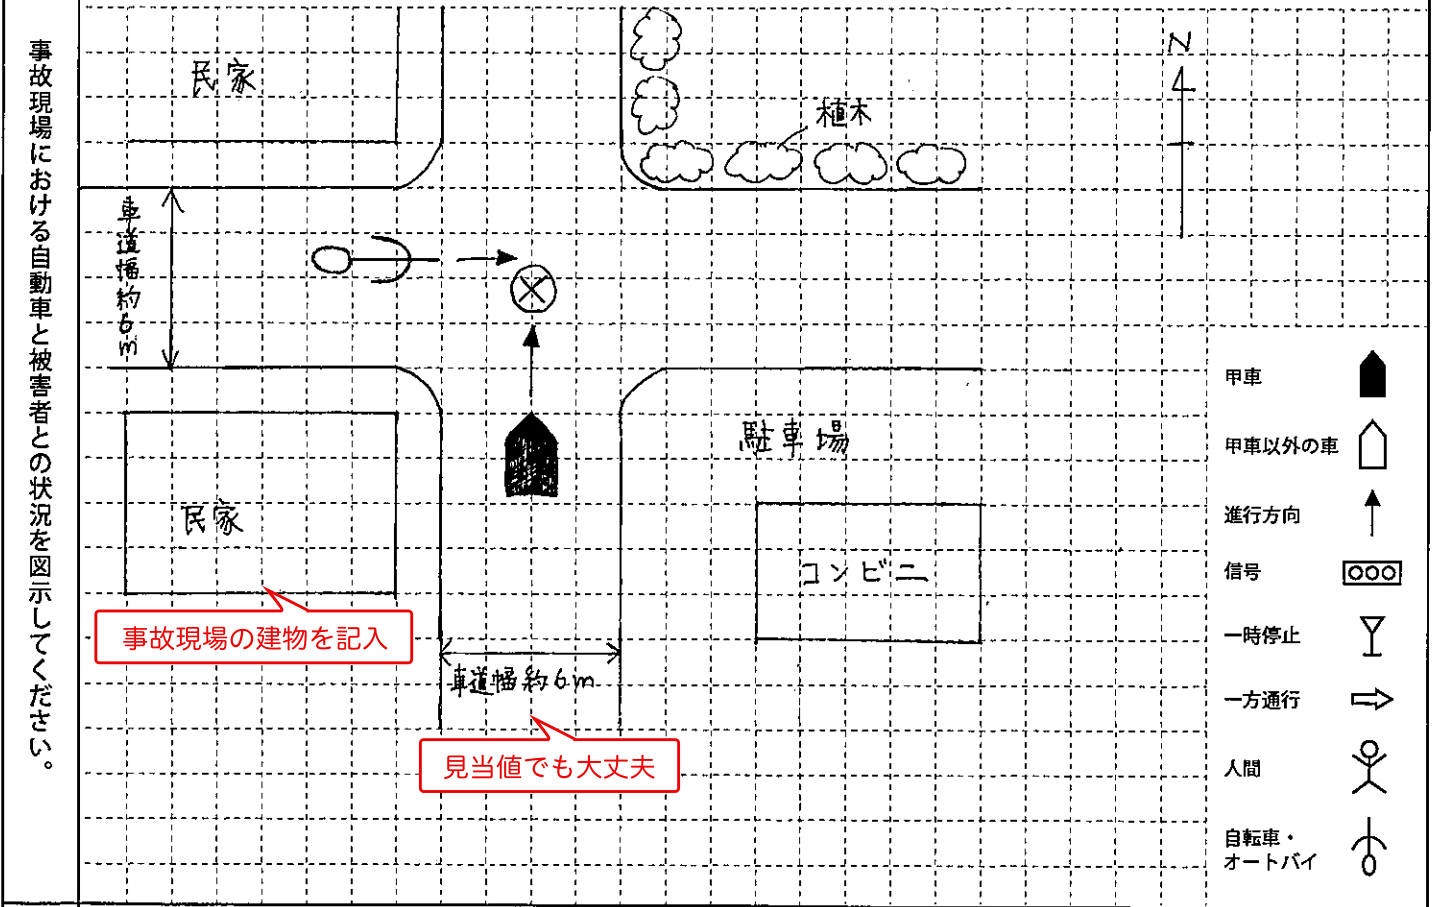 事故現場における自動車と被害者との状況を図示してください。
民家
植木
N
車道幅約6m
駐車場
民家
コンビニ
事故現場の建物を記入
車道幅約6m
見当値でも大丈夫
甲車
甲車以外の車
進行方向
信号
一時停止
一方通行
人間
自転車・
オートバイ